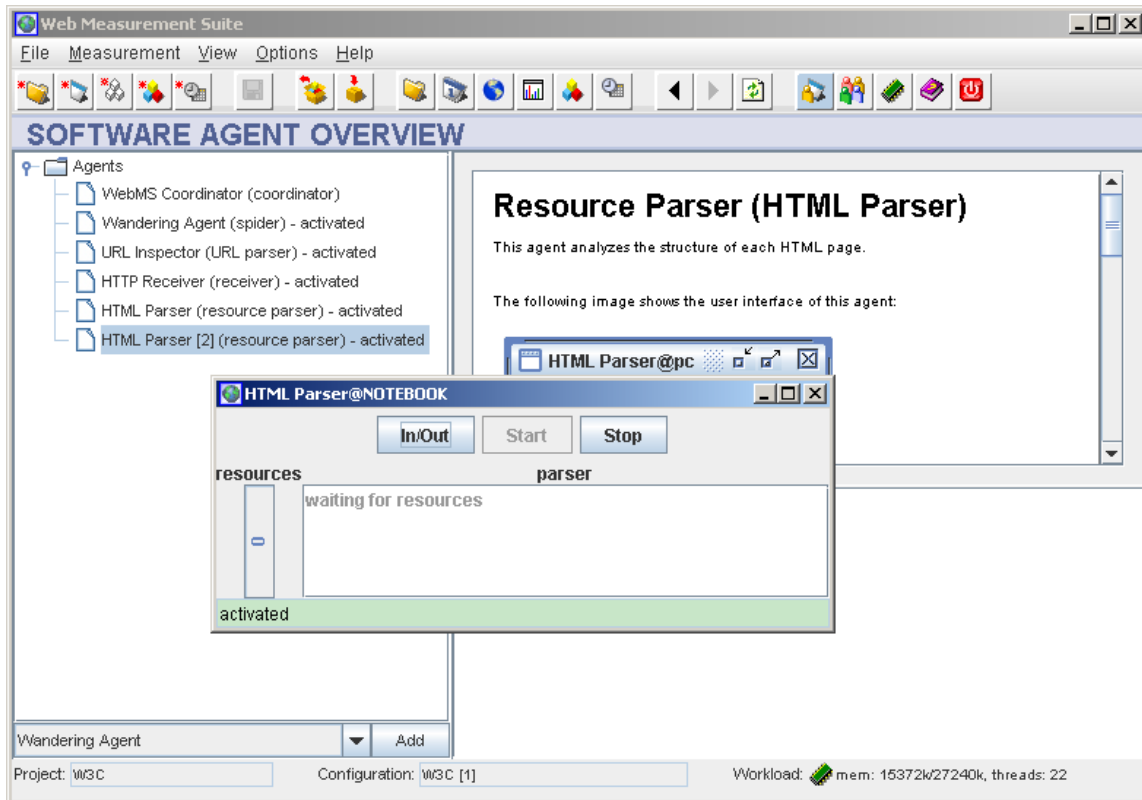 Web Measurement Suite
File Measurement View Options Help
SOFTWARE AGENT OVERVIEW
Agents
WebMS Coordinator (coordinator)
Wandering Agent (spider) - activated
URL Inspector (URL parser) - activated
HTTP Receiver (receiver) - activated
HTML Parser (resource parser) - activated
HTML Parser [2] (resource parser) - activated
Resource Parser (HTML Parser)
This agent analyzes the structure of each HTML page.
The following image shows the user interface of this agent:
HTML Parser@pc
HTML Parser@NOTEBOOK
In/Out Start Stop
resources parser
waiting for resources
0
activated
Wandering Agent Add
Project: W3C Configuration: W3C [1] Workload: mem: 15372k/27240k, threads: 22